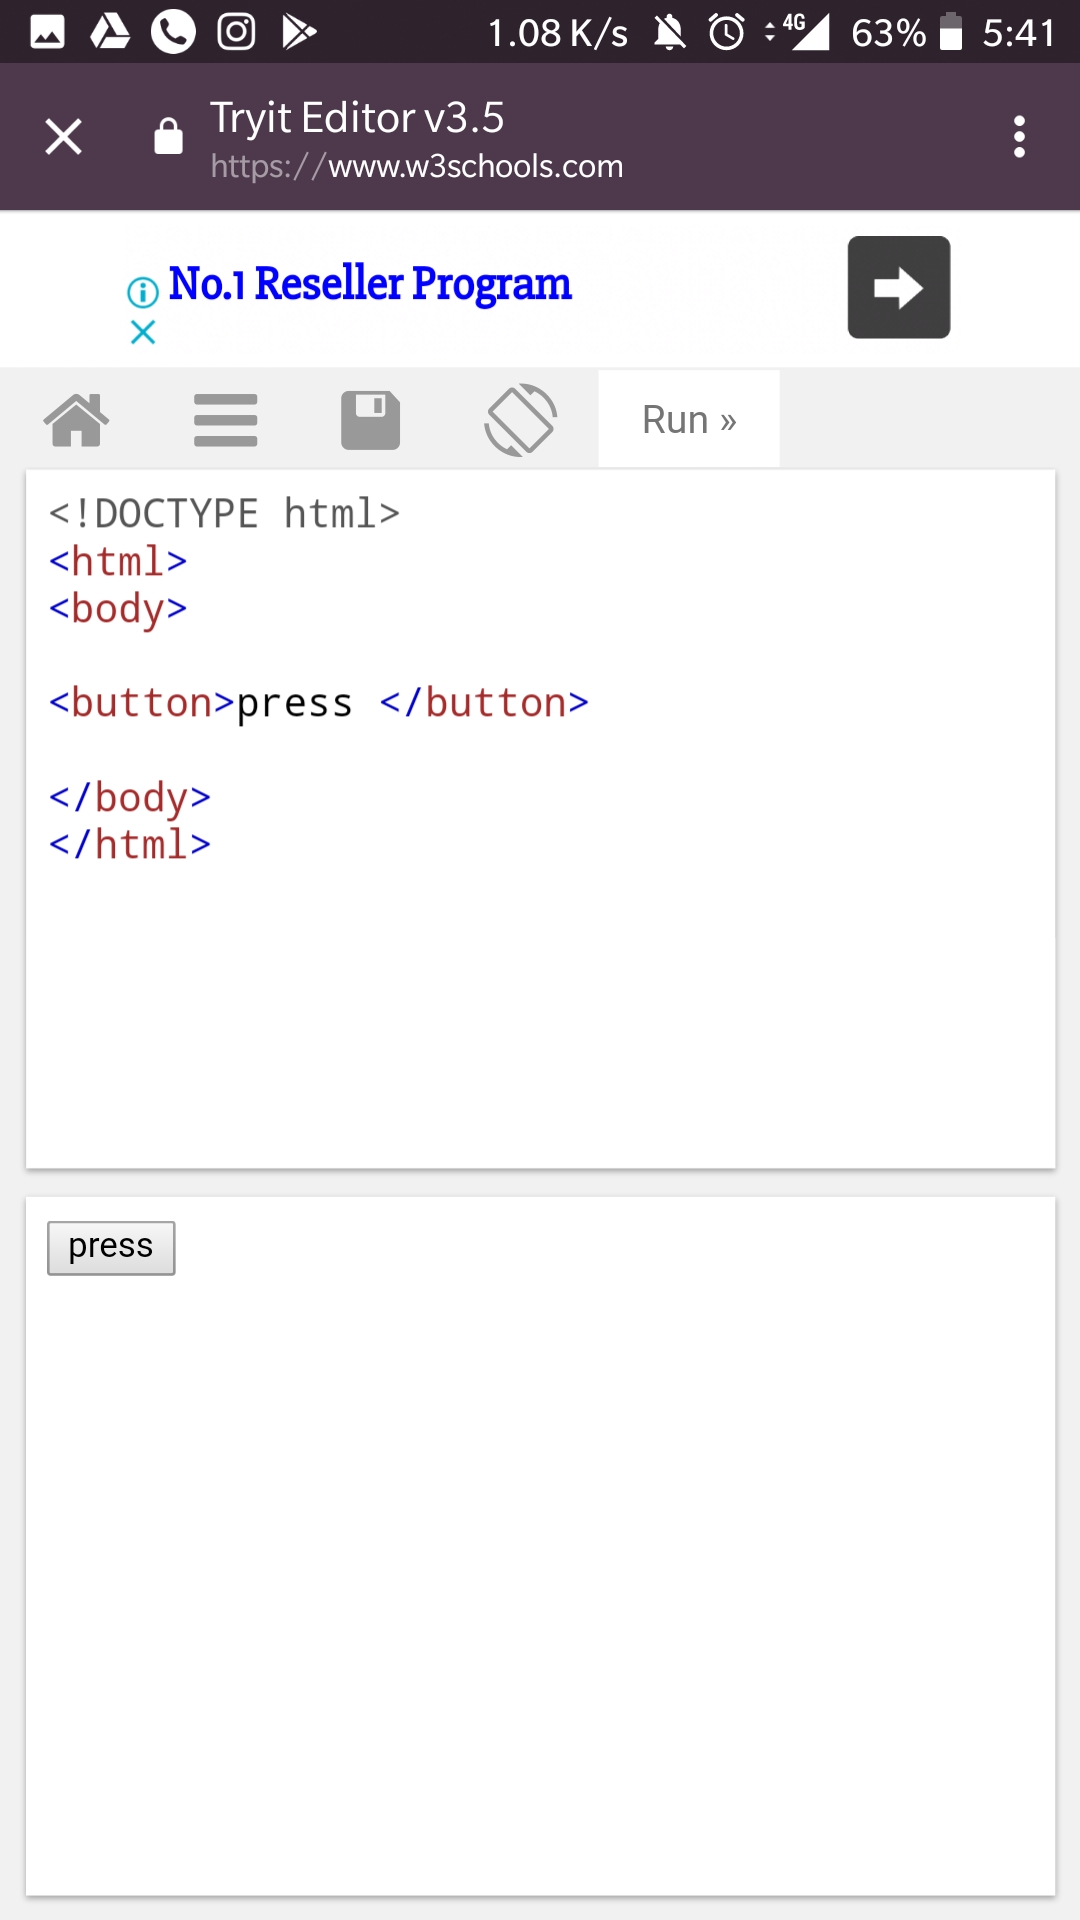 1.08 K/s 4G 63% 5:41
Tryit Editor v3.5
https://www.w3schools.com
No.1 Reseller Program
Run »
<!DOCTYPE html>
<html>
<body>
<button>press </button>
</body>
</html>
press